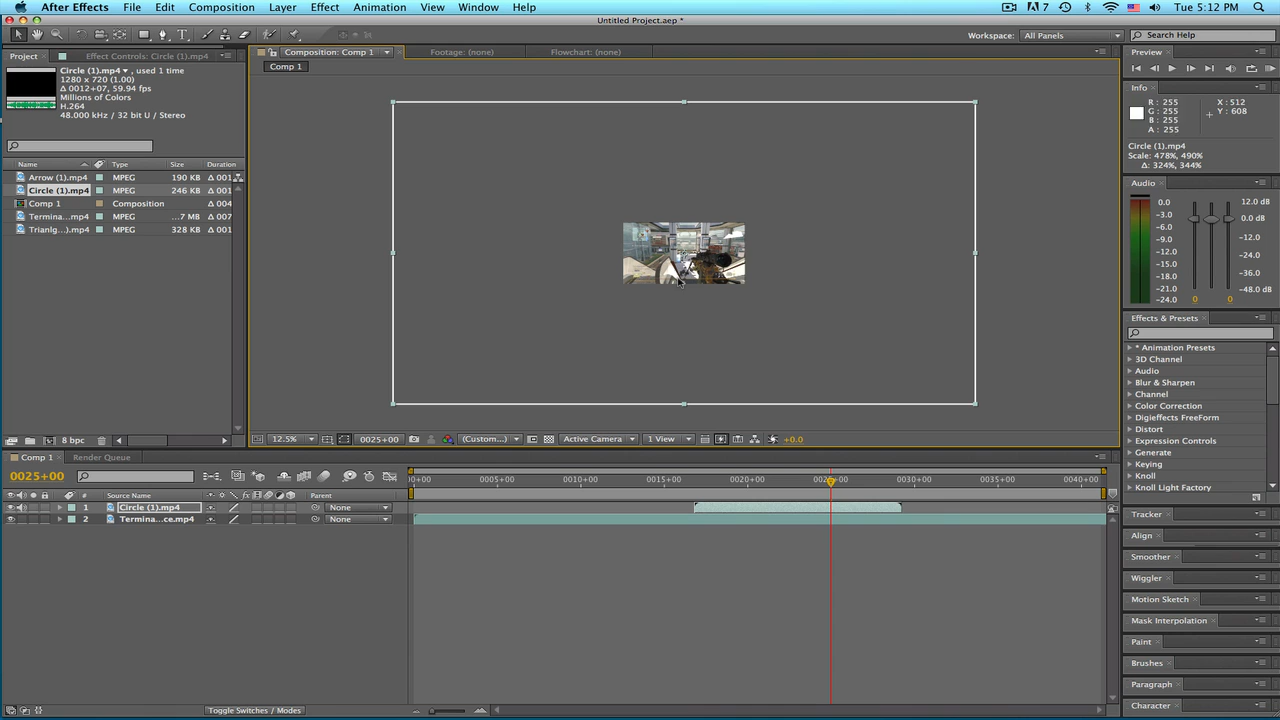 After Effects File Edit Composition Layer Effect Animation View Window Help
7 Tue 5:12 PM
Untitled Project.aep *
Workspace: All Panels Search Help
Project Effect Controls: Circle (1).mp4
Circle (1).mp4 , used 1 time
1280 x 720 (1.00)
Δ 0012+07, 59.94 fps
Millions of Colors
H.264
48.000 kHz / 32 bit U / Stereo
Name Type Size Duration
Arrow (1).mp4 MPEG 190 KB Δ 001
Circle (1).mp4 MPEG 246 KB Δ 001
Comp 1 Composition Δ 004
Termina....mp4 MPEG ...7 MB Δ 007
Trianlg...).mp4 MPEG 328 KB Δ 001
8 bpc
Composition: Comp 1 Footage: (none) Flowchart: (none)
Comp 1
12.5% 0025+00 (Custom... Active Camera 1 View +0.0
Preview
Info
R : 255
G : 255
B : 255
A : 255
X : 512
Y : 608
Circle (1).mp4
Scale: 478%, 490%
Δ: 324%, 344%
Audio
0.0
-3.0
-6.0
-9.0
-12.0
-15.0
-18.0
-21.0
-24.0
12.0 dB
0.0 dB
-12.0
-24.0
-36.0
-48.0 dB
0 0
Effects & Presets
* Animation Presets
3D Channel
Audio
Blur & Sharpen
Channel
Color Correction
Digieffects FreeForm
Distort
Expression Controls
Generate
Keying
Knoll
Knoll Light Factory
Tracker
Align
Smoother
Wiggler
Motion Sketch
Mask Interpolation
Paint
Brushes
Paragraph
Character
Comp 1 Render Queue
0025+00
# Source Name Parent
1 Circle (1).mp4 None
2 Termina...ce.mp4 None
0005+00 0010+00 0015+00 0020+00 0030+00 0040+00
Toggle Switches / Modes